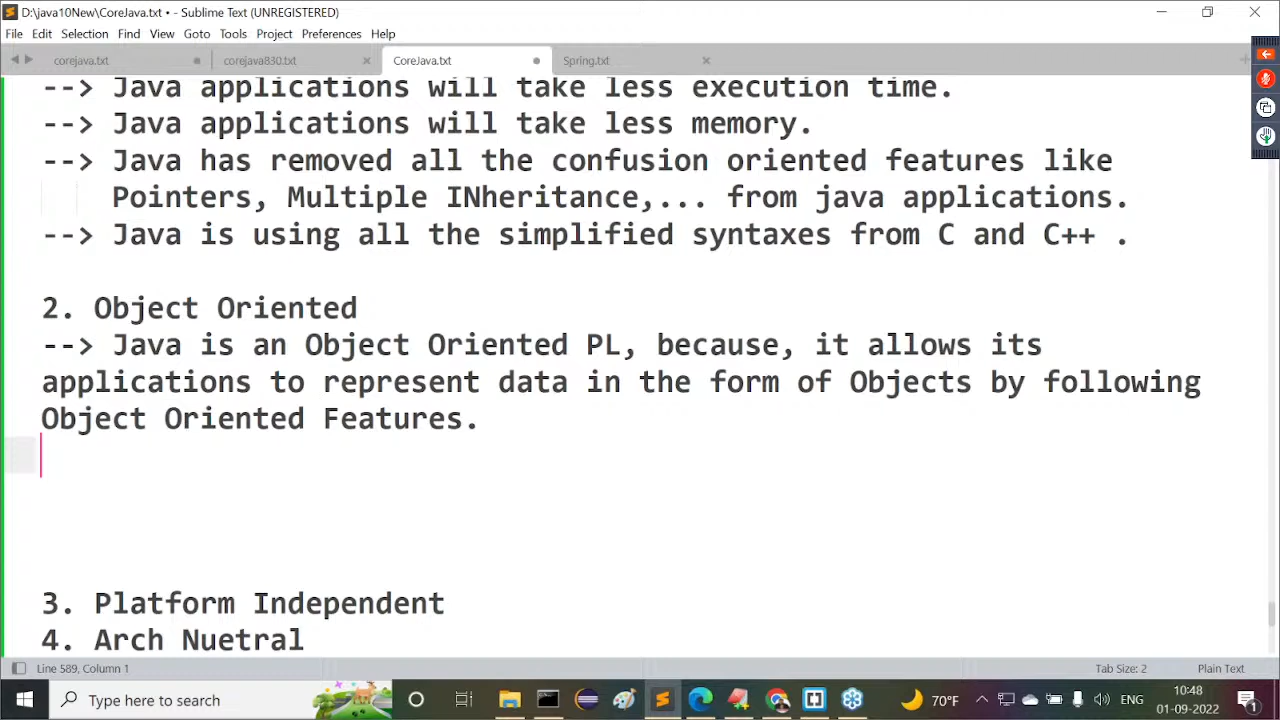 D:\java10New\CoreJava.txt • - Sublime Text (UNREGISTERED)
File Edit Selection Find View Goto Tools Project Preferences Help
corejava.txt corejava830.txt CoreJava.txt Spring.txt
--> Java applications will take less execution time.
--> Java applications will take less memory.
--> Java has removed all the confusion oriented features like
Pointers, Multiple INheritance,... from java applications.
--> Java is using all the simplified syntaxes from C and C++ .
2. Object Oriented
--> Java is an Object Oriented PL, because, it allows its
applications to represent data in the form of Objects by following
Object Oriented Features.
3. Platform Independent
4. Arch Nuetral
Line 589, Column 1 Tab Size: 2 Plain Text
Type here to search 70°F ENG 10:48
01-09-2022 1